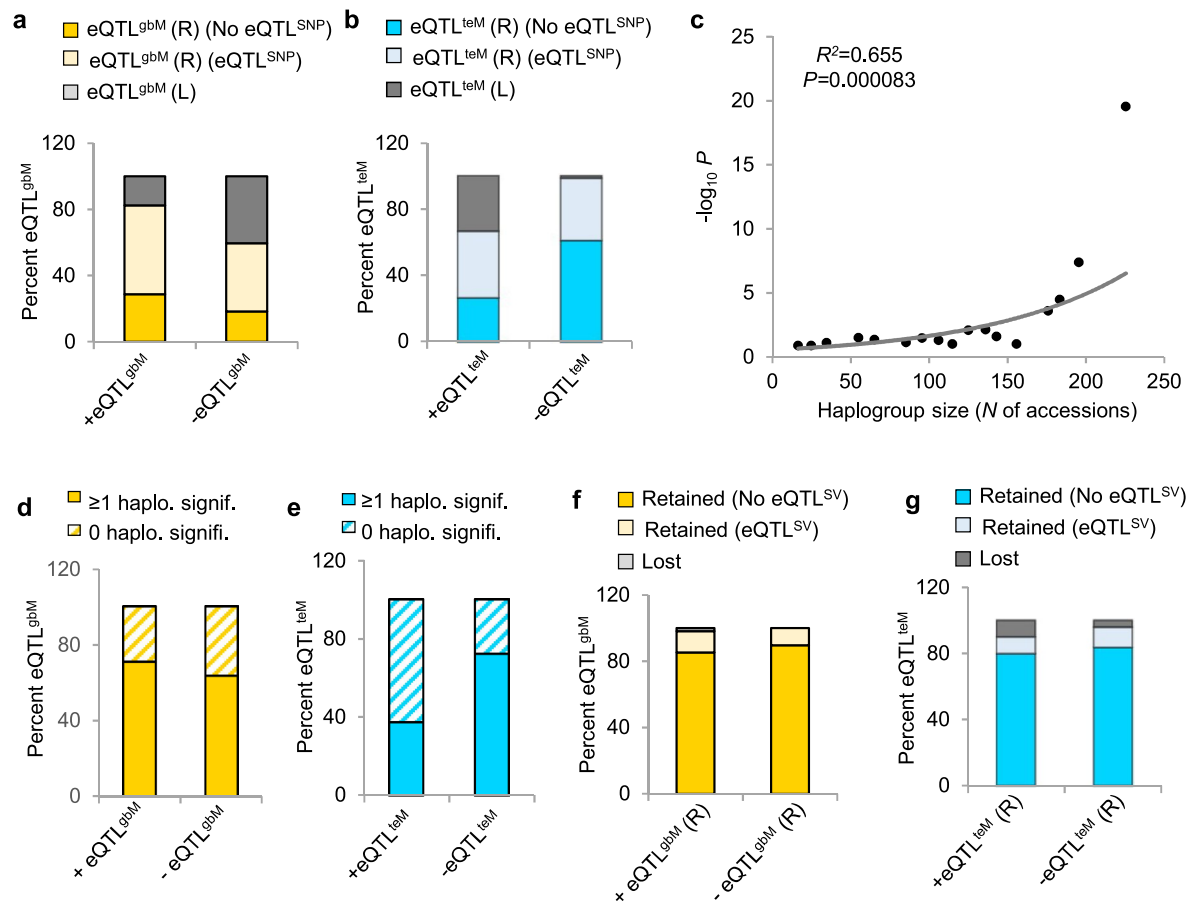 a
eQTL^gbM (R) (No eQTL^SNP)
eQTL^gbM (R) (eQTL^SNP)
eQTL^gbM (L)
Percent eQTL^gbM
120
80
40
0
+eQTL^gbM
-eQTL^gbM
b
eQTL^teM (R) (No eQTL^SNP)
eQTL^teM (R) (eQTL^SNP)
eQTL^teM (L)
Percent eQTL^teM
120
80
40
0
+eQTL^teM
-eQTL^teM
c
R²=0.655
P=0.000083
-log₁₀ P
25
20
15
10
5
0
0 50 100 150 200 250
Haplogroup size (N of accessions)
d
≥1 haplo. signif.
0 haplo. signifi.
Percent eQTL^gbM
120
80
40
0
+ eQTL^gbM
- eQTL^gbM
e
≥1 haplo. signif.
0 haplo. signifi.
Percent eQTL^teM
120
80
40
0
+eQTL^teM
-eQTL^teM
f
Retained (No eQTL^SV)
Retained (eQTL^SV)
Lost
Percent eQTL^gbM
120
80
40
0
+ eQTL^gbM (R)
- eQTL^gbM (R)
g
Retained (No eQTL^SV)
Retained (eQTL^SV)
Lost
Percent eQTL^teM
120
80
40
0
+eQTL^teM (R)
-eQTL^teM (R)